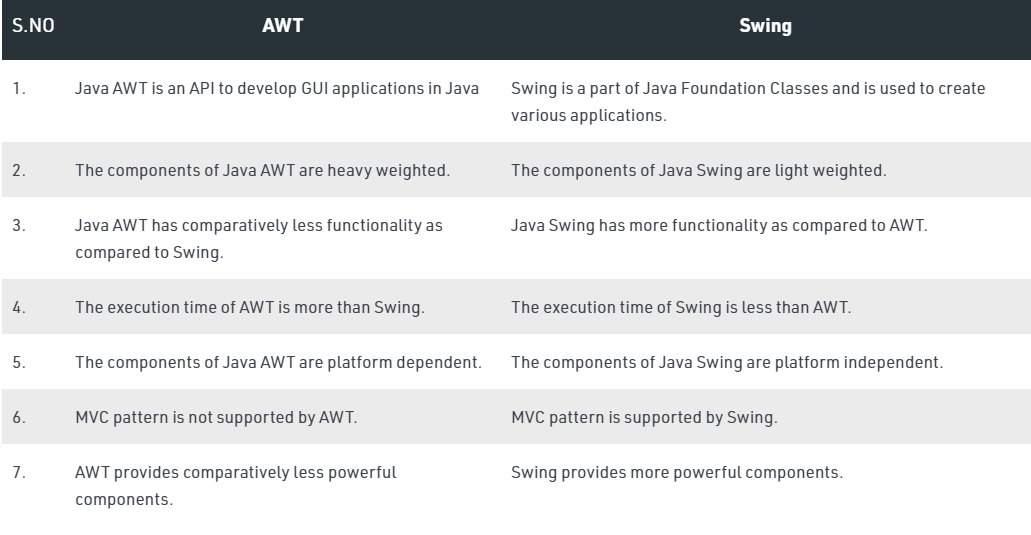 S.NO AWT Swing
1. Java AWT is an API to develop GUI applications in Java Swing is a part of Java Foundation Classes and is used to create
various applications.
2. The components of Java AWT are heavy weighted. The components of Java Swing are light weighted.
3. Java AWT has comparatively less functionality as Java Swing has more functionality as compared to AWT.
compared to Swing.
4. The execution time of AWT is more than Swing. The execution time of Swing is less than AWT.
5. The components of Java AWT are platform dependent. The components of Java Swing are platform independent.
6. MVC pattern is not supported by AWT. MVC pattern is supported by Swing.
7. AWT provides comparatively less powerful Swing provides more powerful components.
components.